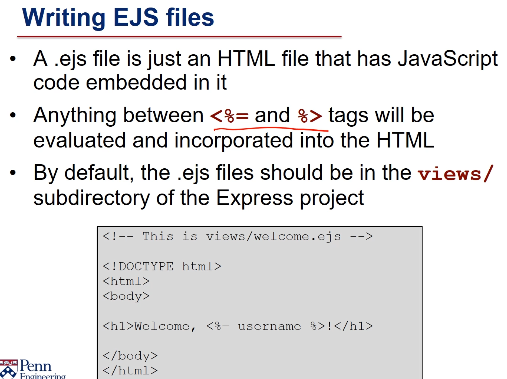 Writing EJS files
• A .ejs file is just an HTML file that has JavaScript
code embedded in it
• Anything between <%= and %> tags will be
evaluated and incorporated into the HTML
• By default, the .ejs files should be in the views/
subdirectory of the Express project
<!-- This is views/welcome.ejs -->
<!DOCTYPE html>
<html>
<body>
<h1>Welcome, <%= username %>!</h1>
</body>
</html>
Penn
Engineering